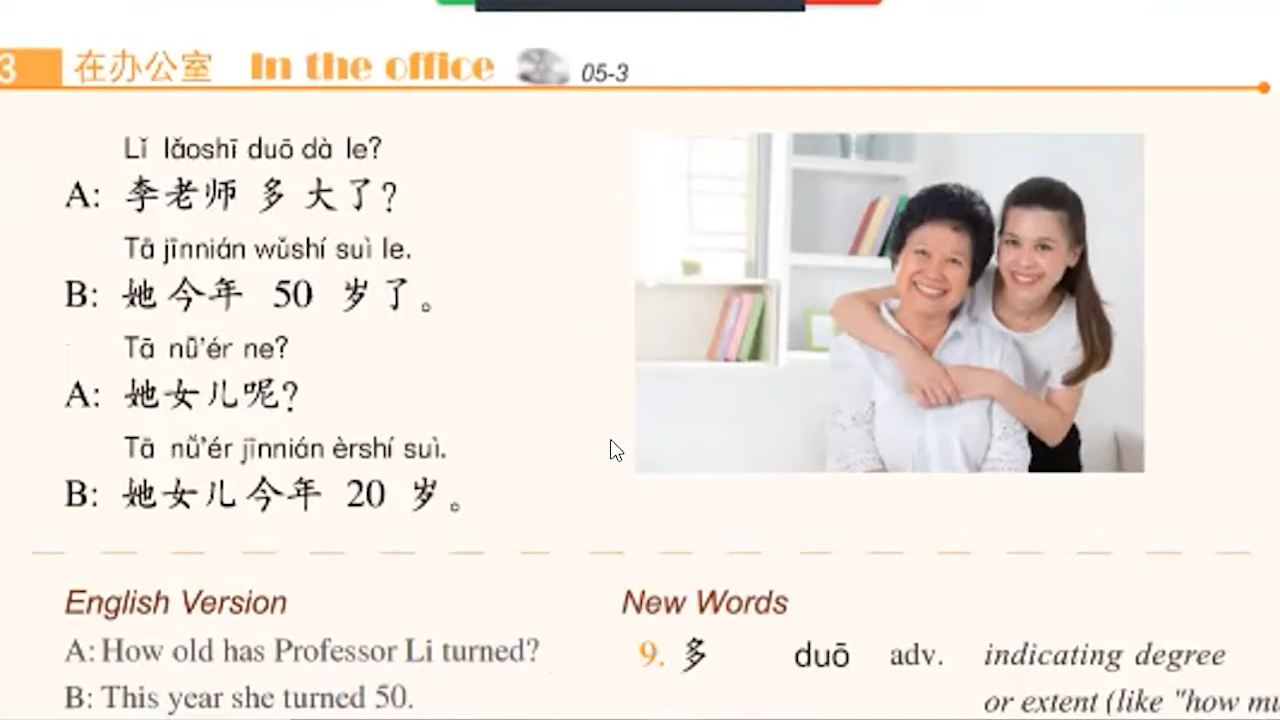 3 在办公室 In the office 05-3
Lǐ lǎoshī duō dà le?
A: 李老师 多 大了?
Tā jīnnián wǔshí suì le.
B: 她今年 50 岁了。
Tā nǚ'ér ne?
A: 她女儿呢?
Tā nǚ'ér jīnnián èrshí suì.
B: 她女儿今年 20 岁。
English Version
A: How old has Professor Li turned?
B: This year she turned 50.
New Words
9. 多 duō adv. indicating degree
or extent (like "how